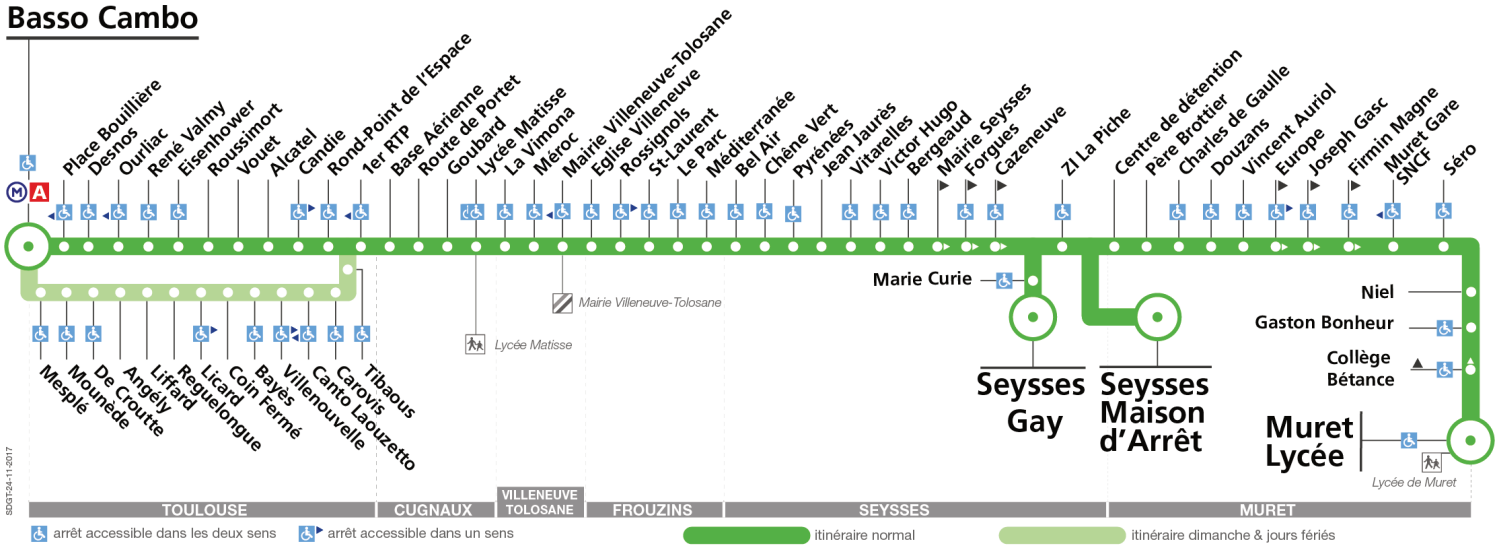 Basso Cambo
M A
Place Bouillière
Desnos
Ourliac
René Valmy
Eisenhower
Roussimort
Vouet
Alcatel
Candie
Rond-Point de l'Espace
1er RTP
Base Aérienne
Route de Portet
Goubard
Lycée Matisse
La Vimona
Méroc
Mairie Villeneuve-Tolosane
Eglise Villeneuve
Rossignols
St-Laurent
Le Parc
Méditerranée
Bel Air
Chêne Vert
Pyrénées
Jean Jaurès
Vitarelles
Victor Hugo
Bergeaud
Mairie Seysses
Forgues
Cazeneuve
ZI La Piche
Centre de détention
Père Brottier
Charles de Gaulle
Douzans
Vincent Auriol
Europe
Joseph Gasc
Firmin Magne
Muret Gare
SNCF
Séro
Marie Curie
Niel
Mairie Villeneuve-Tolosane
Gaston Bonheur
Lycée Matisse
Collège
Bétance
Mesplé
Mounède
De Croutte
Angély
Liffard
Reguelongue
Licard
Coin Fermé
Bayès
Villenouvelle
Canto Laouzetto
Carovis
Tibaous
Seysses
Gay
Seysses
Maison
d'Arrêt
Muret
Lycée
Lycée de Muret
SDGT-24-11-2017
TOULOUSE
CUGNAUX
VILLENEUVE
TOLOSANE
FROUZINS
SEYSSES
MURET
arrêt accessible dans les deux sens
arrêt accessible dans un sens
itinéraire normal
itinéraire dimanche & jours fériés